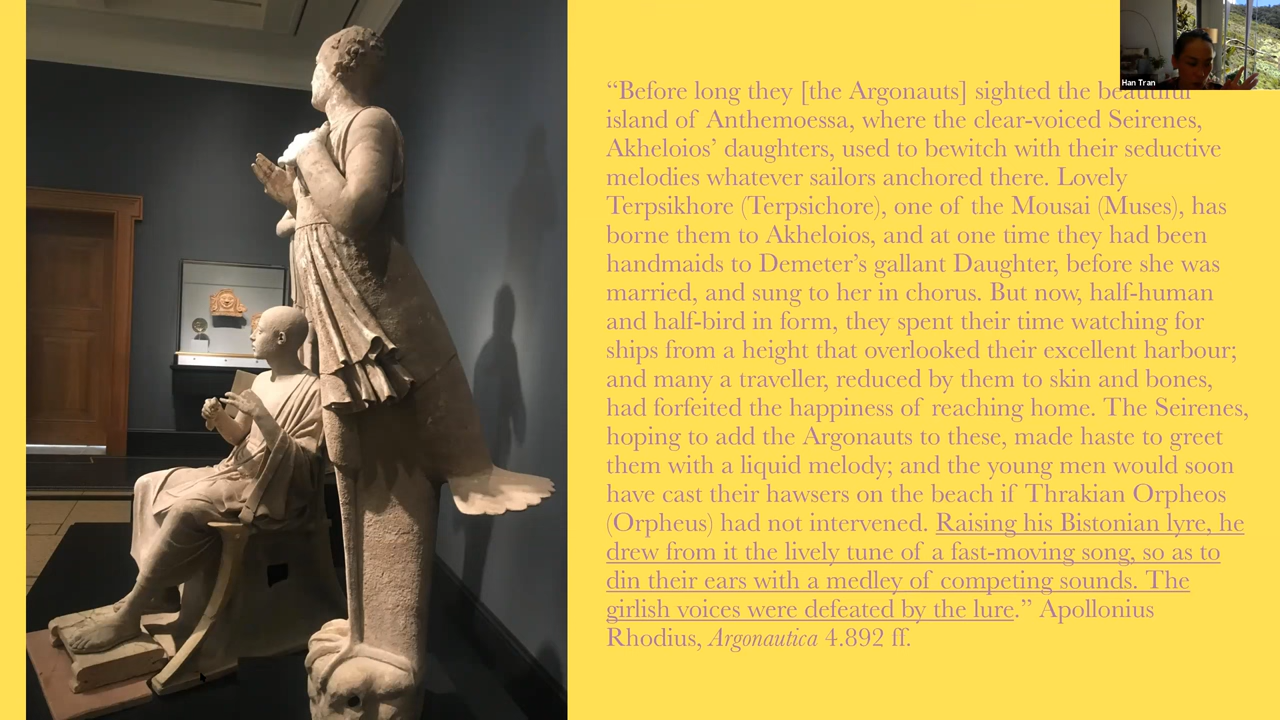 Han Tran
“Before long they [the Argonauts] sighted the beautiful
island of Anthemoessa, where the clear-voiced Seirenes,
Akheloios’ daughters, used to bewitch with their seductive
melodies whatever sailors anchored there. Lovely
Terpsikhore (Terpsichore), one of the Mousai (Muses), has
borne them to Akheloios, and at one time they had been
handmaids to Demeter’s gallant Daughter, before she was
married, and sung to her in chorus. But now, half-human
and half-bird in form, they spent their time watching for
ships from a height that overlooked their excellent harbour;
and many a traveller, reduced by them to skin and bones,
had forfeited the happiness of reaching home. The Seirenes,
hoping to add the Argonauts to these, made haste to greet
them with a liquid melody; and the young men would soon
have cast their hawsers on the beach if Thrakian Orpheos
(Orpheus) had not intervened. Raising his Bistonian lyre, he
drew from it the lively tune of a fast-moving song, so as to
din their ears with a medley of competing sounds. The
girlish voices were defeated by the lure.” Apollonius
Rhodius, Argonautica 4.892 ff.